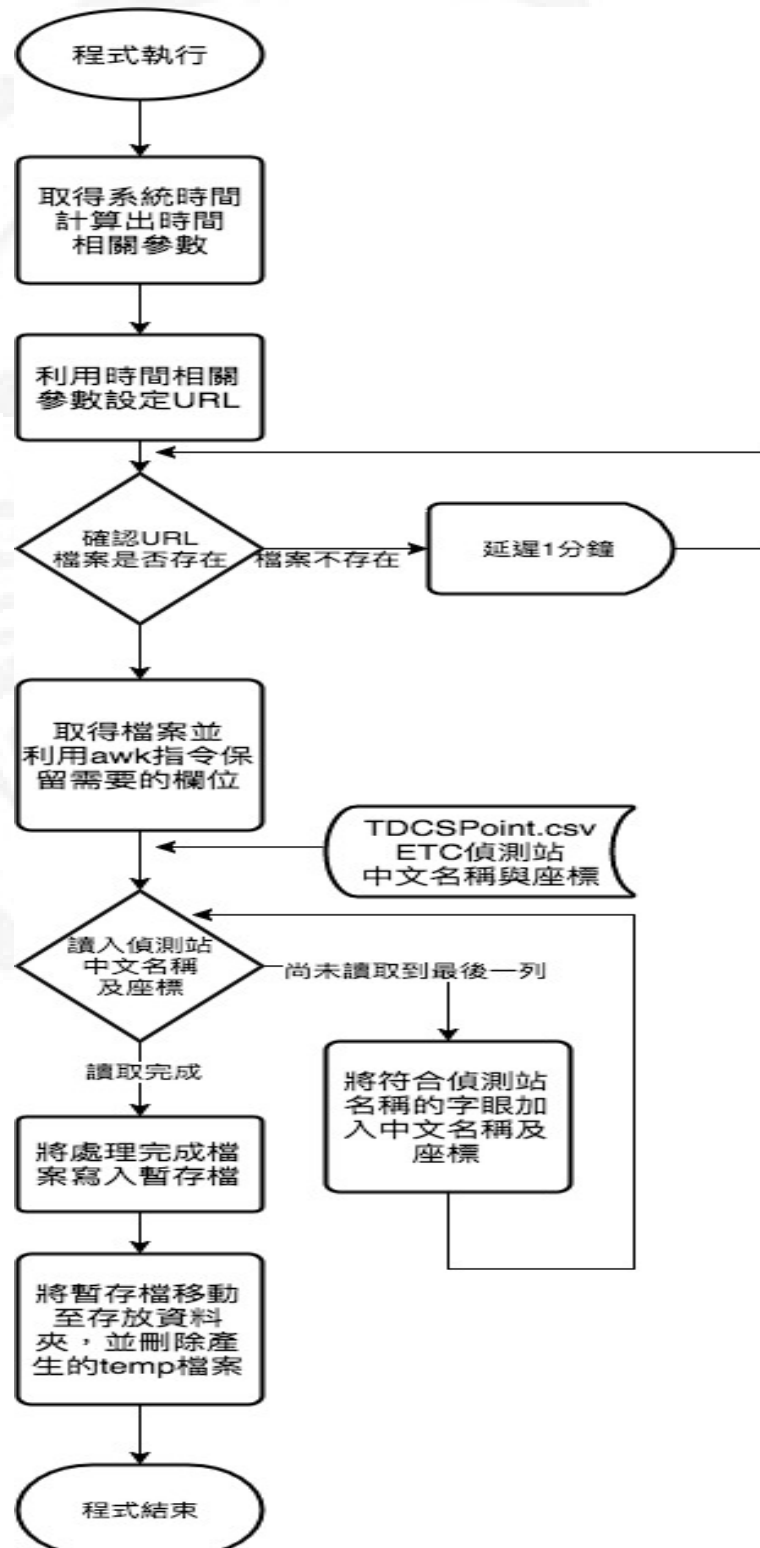 程式執行
取得系統時間
計算出時間
相關參數
利用時間相關
參數設定URL
確認URL
檔案是否存在
檔案不存在
延遲1分鐘
取得檔案並
利用awk指令保
留需要的欄位
TDCSPoint.csv
ETC偵測站
中文名稱與座標
讀入偵測站
中文名稱
及座標
尚未讀取到最後一列
讀取完成
將符合偵測站
名稱的字眼加
入中文名稱及
座標
將處理完成檔
案寫入暫存檔
將暫存檔移動
至存放資料
夾，並刪除產
生的temp檔案
程式結束